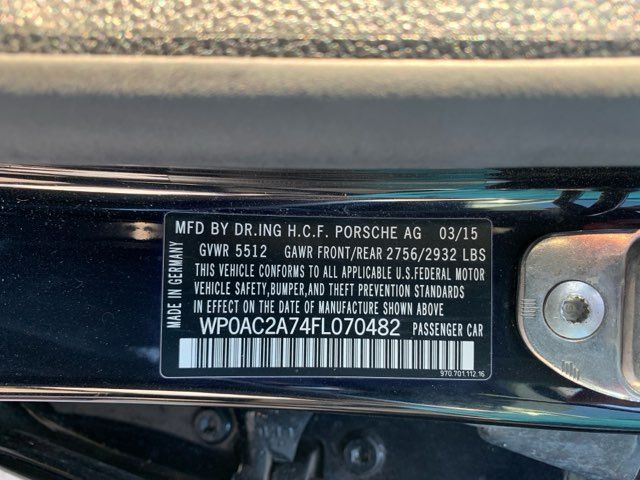 MFD BY DR.ING H.C.F. PORSCHE AG 03/15
GVWR 5512 GAWR FRONT/REAR 2756/2932 LBS
THIS VEHICLE CONFORMS TO ALL APPLICABLE U.S.FEDERAL MOTOR
VEHICLE SAFETY,BUMPER,AND THEFT PREVENTION STANDARDS
IN EFFECT ON THE DATE OF MANUFACTURE SHOWN ABOVE
WP0AC2A74FL070482 PASSENGER CAR
970.701.112.16
MADE IN GERMANY